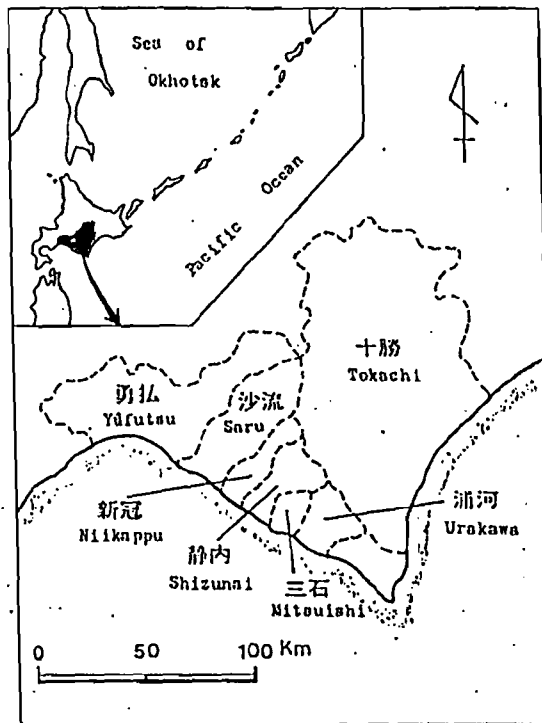 Sea of
Okhotsk
Pacific Ocean
十勝
Tokachi
勇払
Yûfutsu
沙流
Saru
新冠
Niikappu
静内
Shizunai
三石
Mitsuishi
浦河
Urakawa
0 50 100 Km